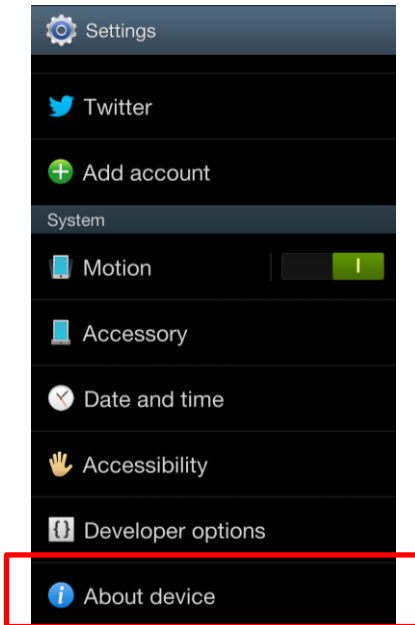 Settings
Twitter
Add account
System
Motion
Accessory
Date and time
Accessibility
{} Developer options
i About device